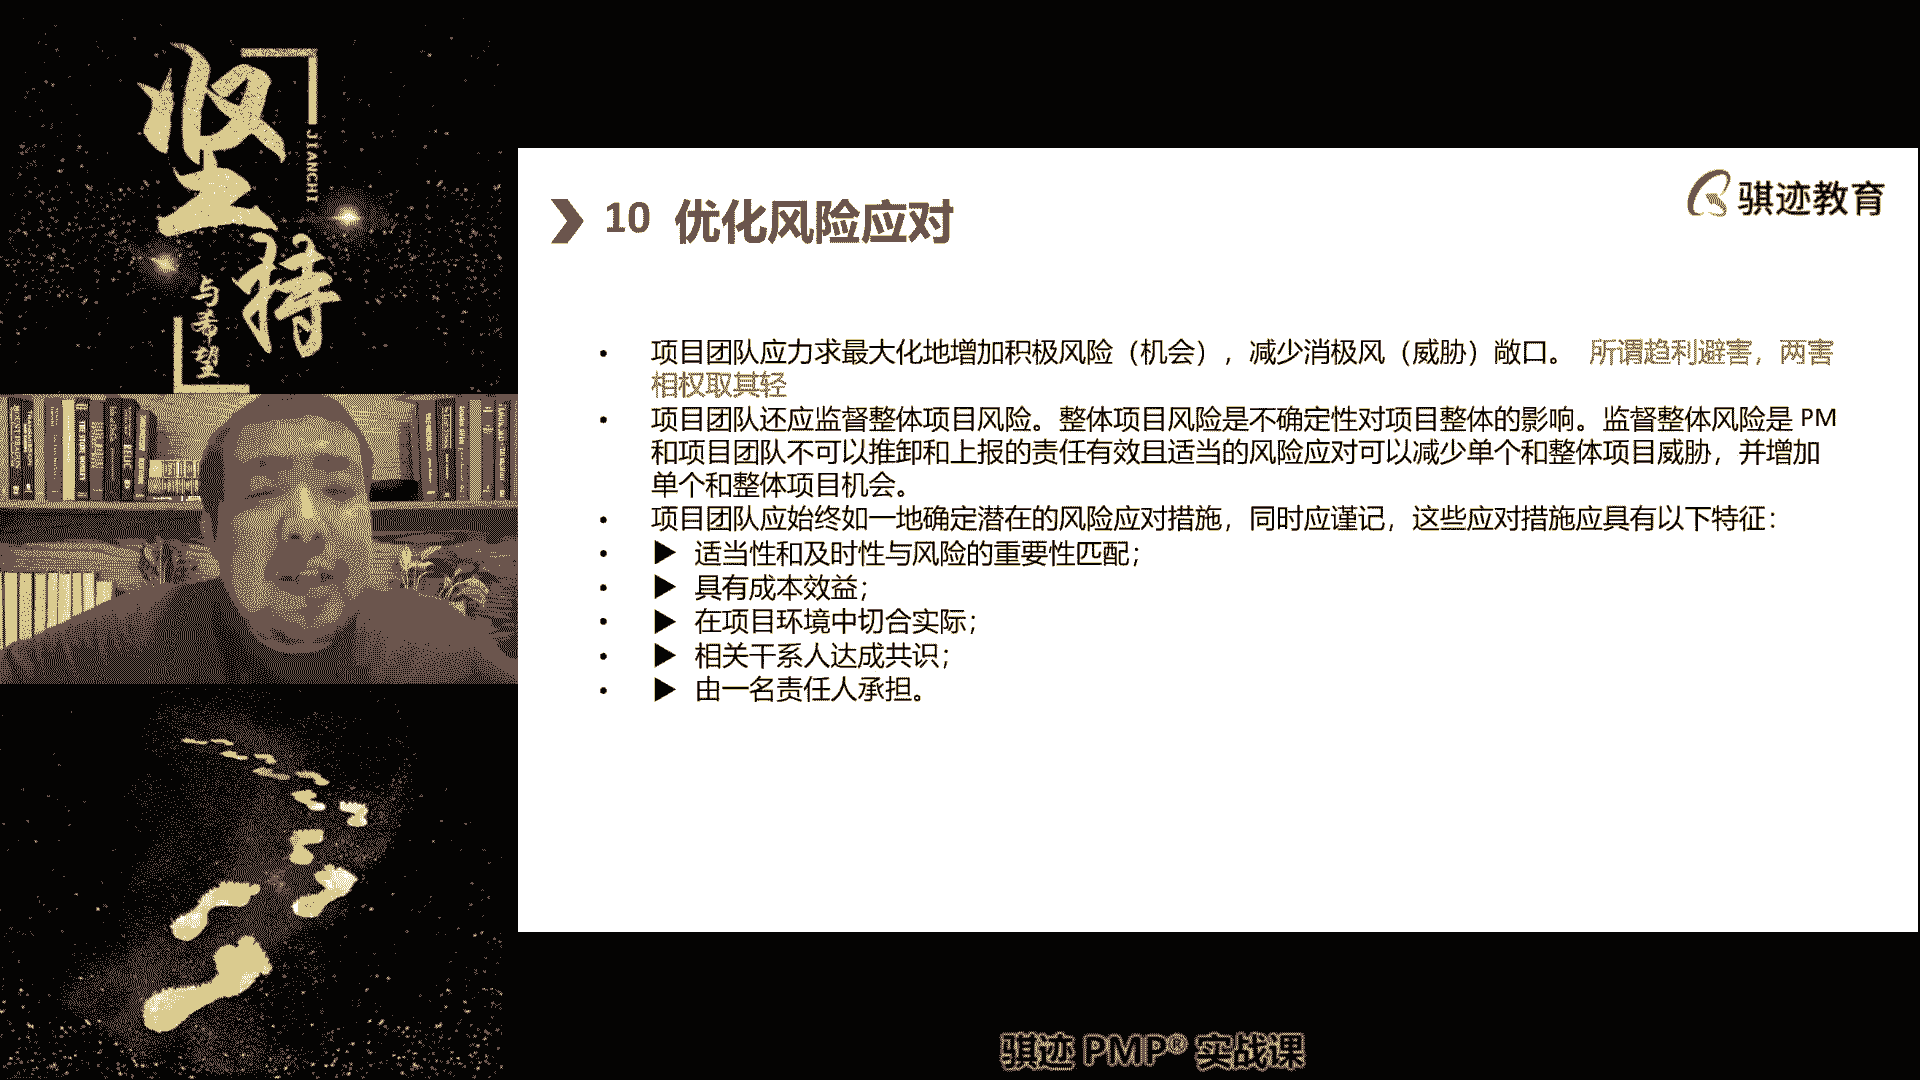 坚持
JIANCHI
与希望
骐迹教育
10 优化风险应对
• 项目团队应力求最大化地增加积极风险（机会），减少消极风（威胁）敞口。 所谓趋利避害，两害
相权取其轻
• 项目团队还应监督整体项目风险。整体项目风险是不确定性对项目整体的影响。监督整体风险是 PM
和项目团队不可以推卸和上报的责任有效且适当的风险应对可以减少单个和整体项目威胁，并增加
单个和整体项目机会。
• 项目团队应始终如一地确定潜在的风险应对措施，同时应谨记，这些应对措施应具有以下特征：
• ▶ 适当性和及时性与风险的重要性匹配；
• ▶ 具有成本效益；
• ▶ 在项目环境中切合实际；
• ▶ 相关干系人达成共识；
• ▶ 由一名责任人承担。
骐迹 PMP® 实战课